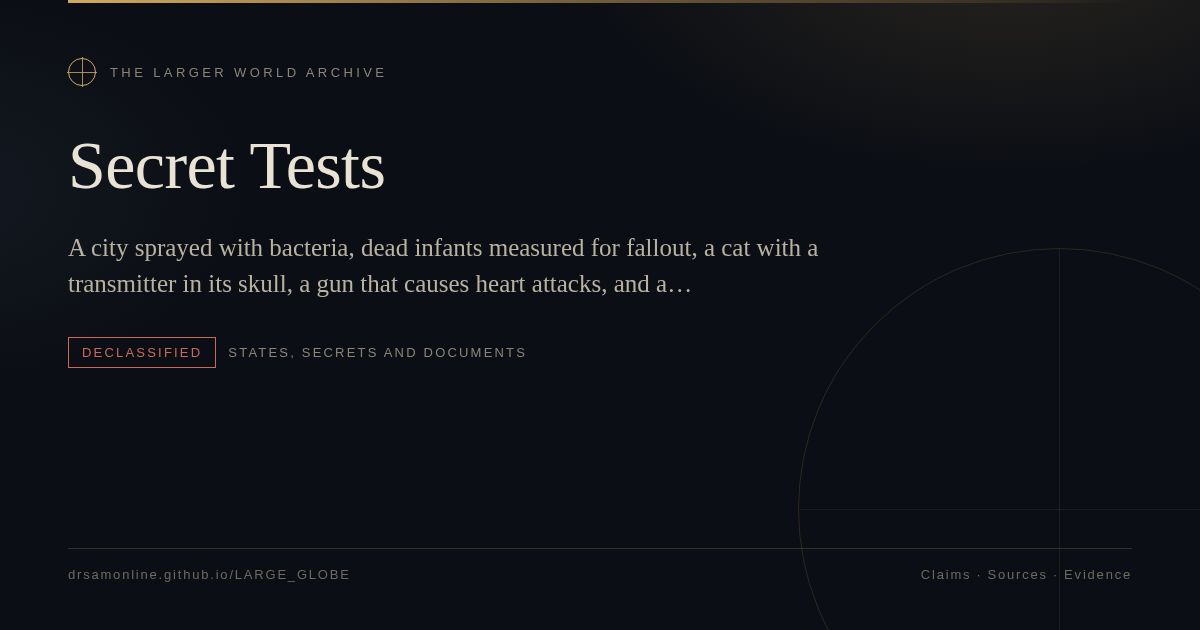 THE LARGER WORLD ARCHIVE
Secret Tests
A city sprayed with bacteria, dead infants measured for fallout, a cat with a
transmitter in its skull, a gun that causes heart attacks, and a…
DECLASSIFIED STATES, SECRETS AND DOCUMENTS
drsamonline.github.io/LARGE_GLOBE
Claims · Sources · Evidence